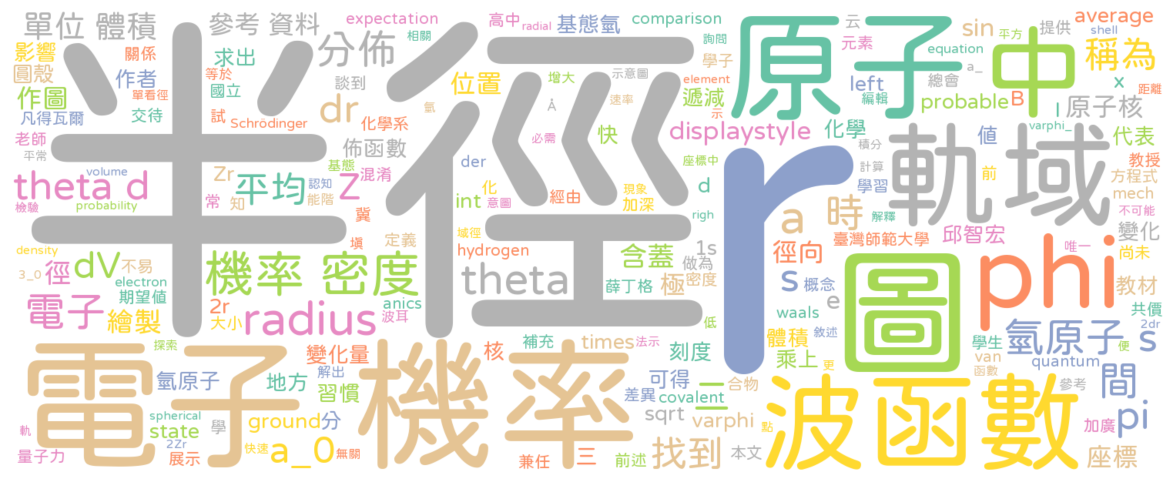 單位 體積
參考 資料
expectation
高中
radial
基態氫
comparison
云
提供
average
shell
影響
關係
求出
相關
分佈
詢問
元素
sin
equation
平方
圓殼
作者
等於
談到
位置
增大
示意圖
學子
left
總會
a_
x
距離
稱為
作圖
單看徑
國立
dr
Å
速率
element
遞減
編輯
probable
B
原子核
凡得瓦爾
交待
試
Schrödinger
化學系
氫
必需
快
示
displaystyle
化學
值
l
varphi_
代表
老師
平常
volume
佈函數
der
座標中
積分
計算
教授
方程式
theta d
Zr
基態
認知
能階
混淆
Z
int
化
意圖
經由
現象
加深
d
righ
學習
前
mech
檢驗
probability
常
知
平均
冀
域徑
a
時
解釋
臺灣師範大學
邱智宏
不可能
變化
density
徑
dV
不易
機率 密度
塡
定義
hydrogen
含蓋
1s
徑向
唯一
尚未
3_0
electron
期望值
theta
薛丁格
做為
極
密度
s
概念
e
phi
教材
電子
繪製
2r
大小
radius
anics
波耳
低
waals
敘述
體積
共價
2dr
shell
半徑
原子
中
r
軌域
圖
氫原子
s
學生
便
探索
變化量
核
補充
times
法示
刻度
乘上
更
van
函數
quantum
間
氫原子
地方
解出
習慣
可得
二
合物
參考
軌
spherical
state
學
ground
分
差異
covalent
sqrt
varphi
點
加廣
pi
量子力
2Zr
展示
快速
a_0
無關
兼任
三
前述
找到
本文
座標
電子
機率
波函數